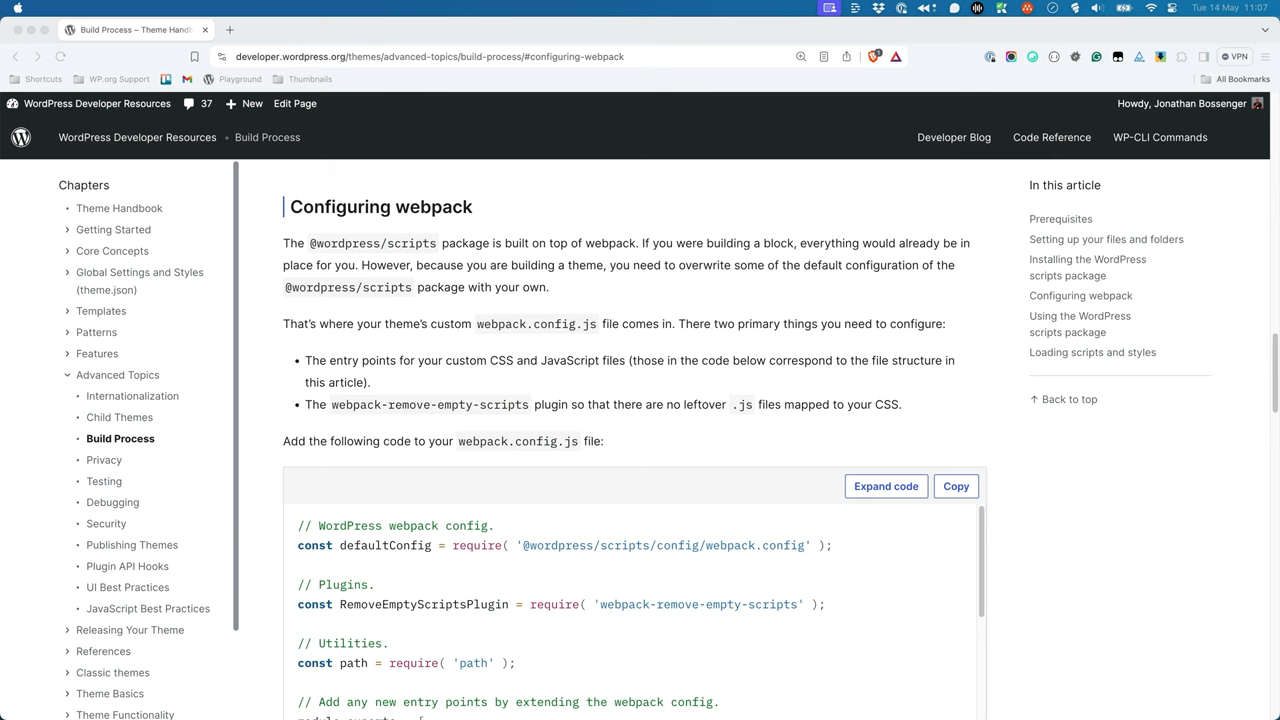 Tue 14 May 11:07
Build Process – Theme Handb
developer.wordpress.org/themes/advanced-topics/build-process/#configuring-webpack
1
VPN
Shortcuts
WP.org Support
Playground
Thumbnails
All Bookmarks
WordPress Developer Resources
37
New
Edit Page
Howdy, Jonathan Bossenger
WordPress Developer Resources • Build Process
Developer Blog
Code Reference
WP-CLI Commands
Chapters
Theme Handbook
Getting Started
Core Concepts
Global Settings and Styles
(theme.json)
Templates
Patterns
Features
Advanced Topics
Internationalization
Child Themes
Build Process
Privacy
Testing
Debugging
Security
Publishing Themes
Plugin API Hooks
UI Best Practices
JavaScript Best Practices
Releasing Your Theme
References
Classic themes
Theme Basics
Theme Functionality
Configuring webpack
The @wordpress/scripts package is built on top of webpack. If you were building a block, everything would already be in
place for you. However, because you are building a theme, you need to overwrite some of the default configuration of the
@wordpress/scripts package with your own.
That’s where your theme’s custom webpack.config.js file comes in. There two primary things you need to configure:
• The entry points for your custom CSS and JavaScript files (those in the code below correspond to the file structure in
this article).
• The webpack-remove-empty-scripts plugin so that there are no leftover .js files mapped to your CSS.
Add the following code to your webpack.config.js file:
Expand code
Copy
// WordPress webpack config.
const defaultConfig = require( '@wordpress/scripts/config/webpack.config' );
// Plugins.
const RemoveEmptyScriptsPlugin = require( 'webpack-remove-empty-scripts' );
// Utilities.
const path = require( 'path' );
// Add any new entry points by extending the webpack config.
In this article
Prerequisites
Setting up your files and folders
Installing the WordPress
scripts package
Configuring webpack
Using the WordPress
scripts package
Loading scripts and styles
↑ Back to top